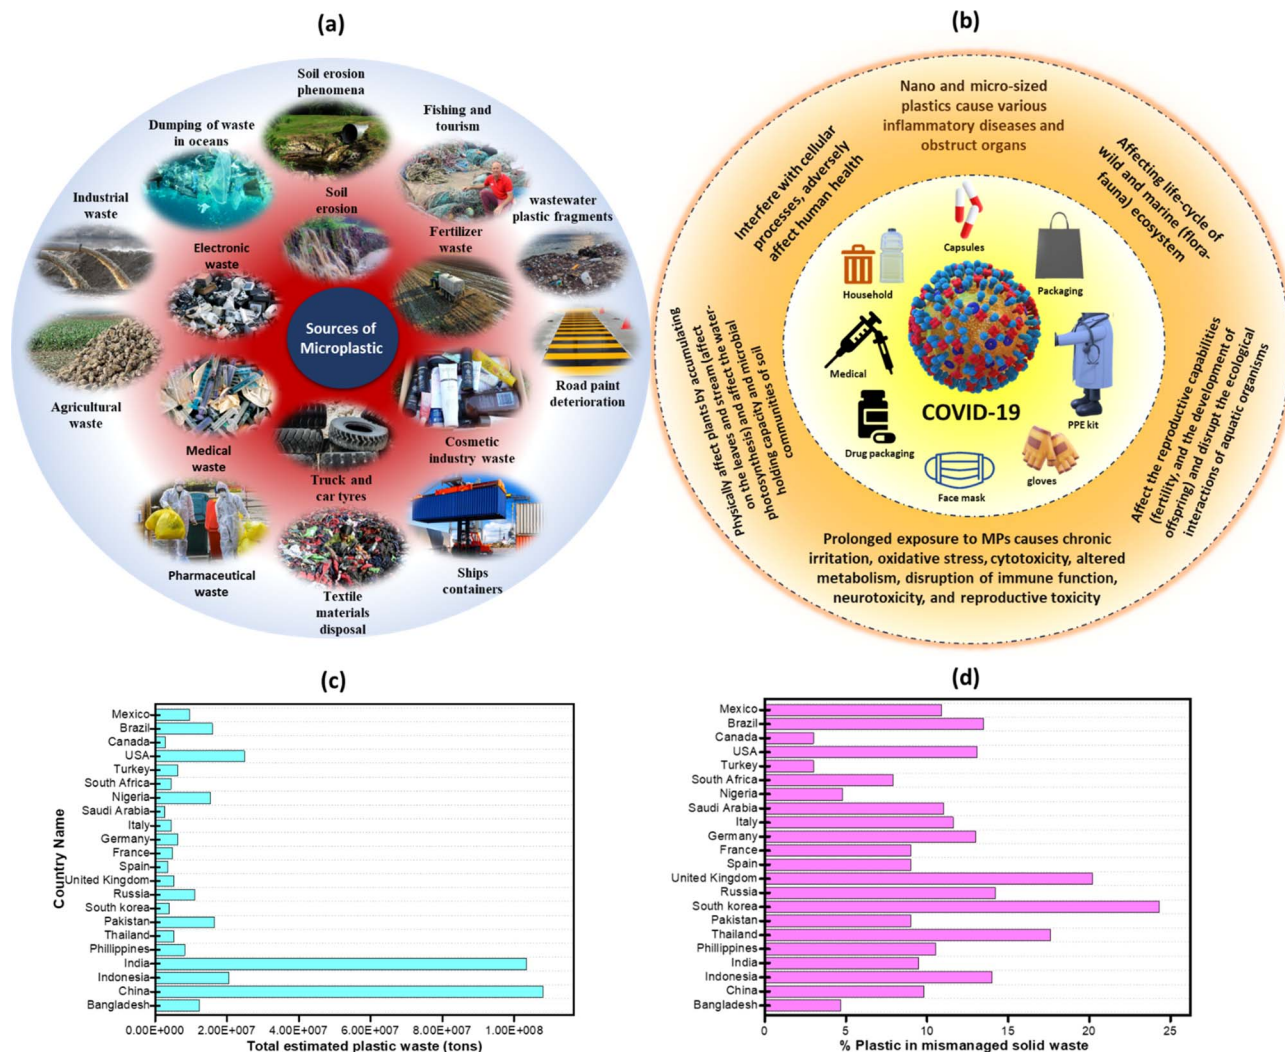 (a)
Soil erosion
phenomena
Fishing and
tourism
Dumping of waste
in oceans
wastewater
plastic fragments
Industrial
waste
Soil
erosion
Fertilizer
waste
Electronic
waste
Sources of
Microplastic
Road paint
deterioration
Agricultural
waste
Medical
waste
Cosmetic
industry waste
Truck and
car tyres
Pharmaceutical
waste
Ships
containers
Textile
materials
disposal
(b)
Nano and micro-sized
plastics cause various
inflammatory diseases and
obstruct organs
Interfere with cellular
processes, adversely
affect human health
Affecting life-cycle of
wild and marine (flora-
fauna) ecosystem
Capsules
Packaging
Household
Medical
COVID-19
PPE kit
Drug packaging
gloves
Face mask
Physically affect plants by accumulating
on the leaves and stream (affect
photosynthesis) and affect the water-
holding capacity and microbial
communities of soil
Affect the reproductive capabilities
(fertility, and the development of
offspring) and disrupt the ecological
interactions of aquatic organisms
Prolonged exposure to MPs causes chronic
irritation, oxidative stress, cytotoxicity, altered
metabolism, disruption of immune function,
neurotoxicity, and reproductive toxicity
(c)
Country Name
Mexico
Brazil
Canada
USA
Turkey
South Africa
Nigeria
Saudi Arabia
Italy
Germany
France
Spain
United Kingdom
Russia
South korea
Pakistan
Thailand
Phillippines
India
Indonesia
China
Bangladesh
0.00E+000 2.00E+007 4.00E+007 6.00E+007 8.00E+007 1.00E+008
Total estimated plastic waste (tons)
(d)
Mexico
Brazil
Canada
USA
Turkey
South Africa
Nigeria
Saudi Arabia
Italy
Germany
France
Spain
United Kingdom
Russia
South korea
Pakistan
Thailand
Phillippines
India
Indonesia
China
Bangladesh
0 5 10 15 20 25
% Plastic in mismanaged solid waste